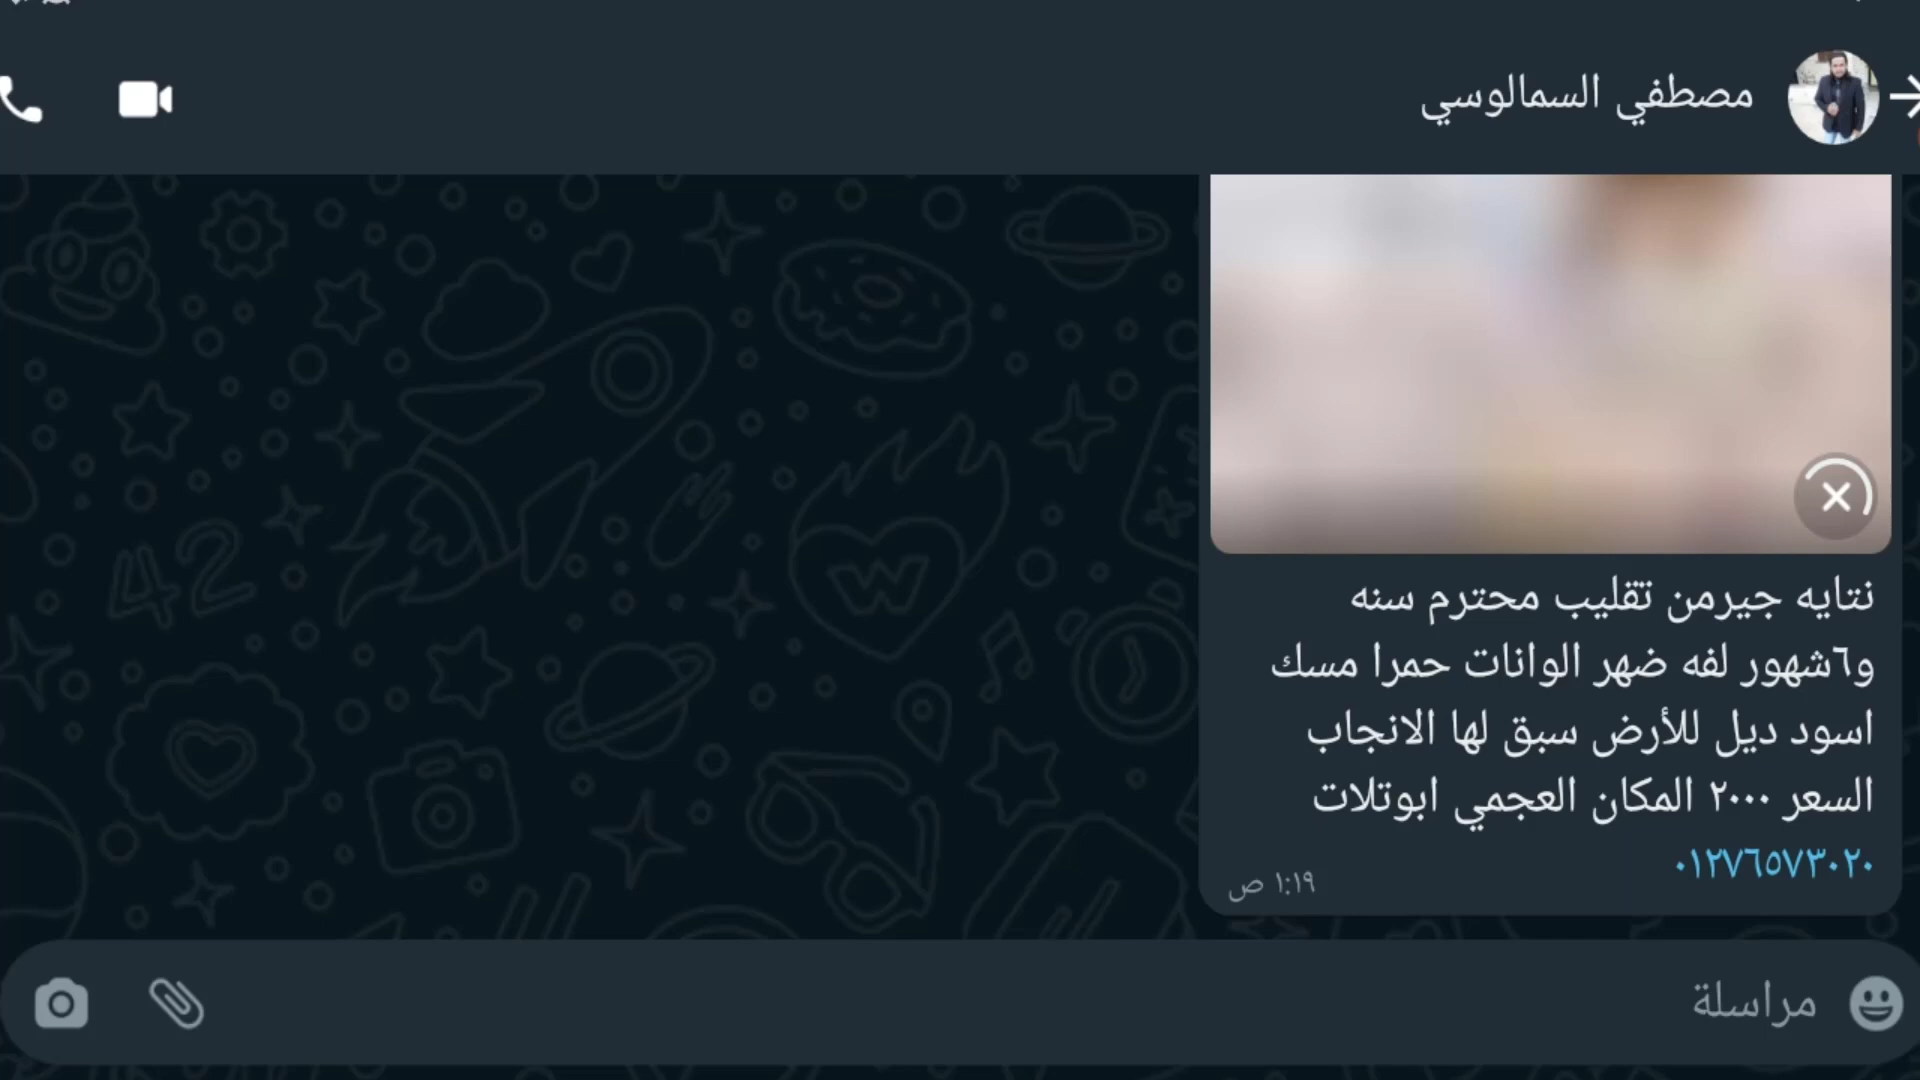 مصطفي السمالوسي
نتايه جيرمن تقليب محترم سنه
و٦شهور لفه ضهر الوانات حمرا مسك
اسود ديل للأرض سبق لها الانجاب
السعر ٢٠٠٠ المكان العجمي ابوتلات
٠١٢٧٦٥٧٣٠٢٠
١:١٩ ص
مراسلة